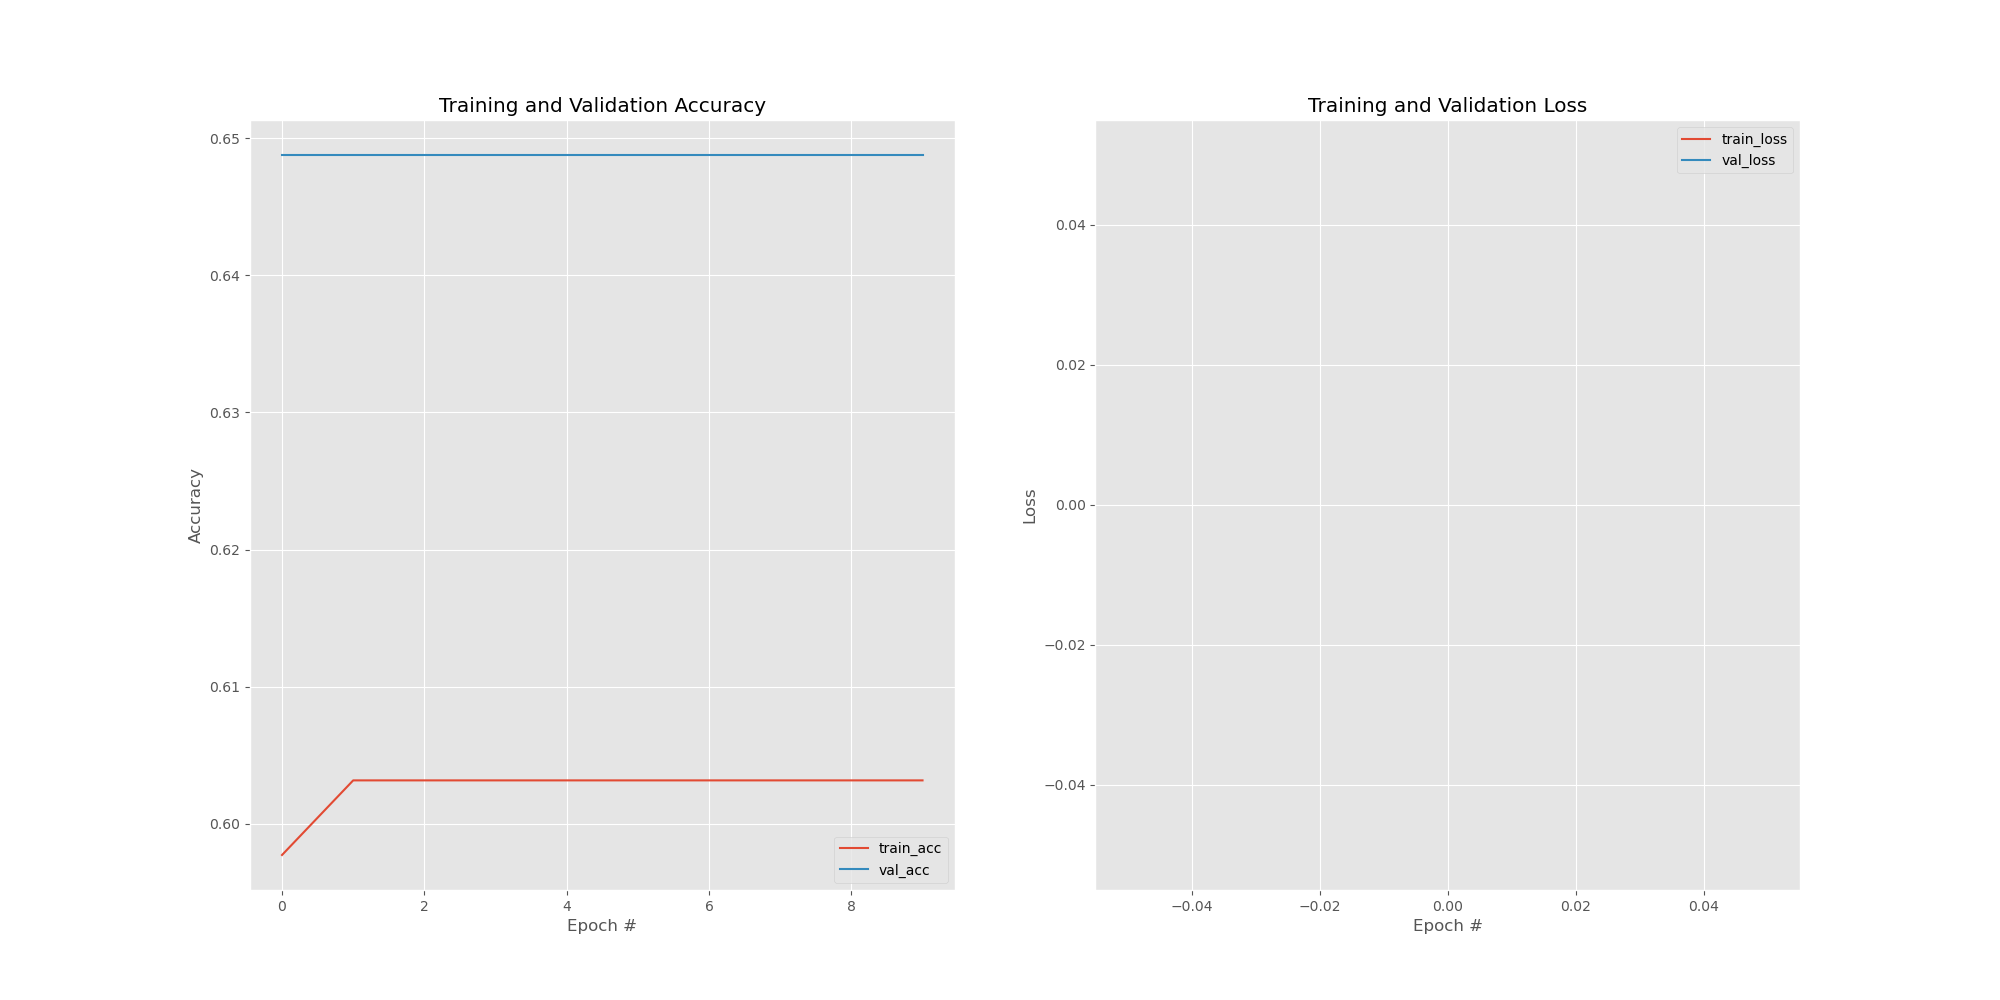 Training and Validation Accuracy
0.65
0.64
0.63
0.62
0.61
0.60
Accuracy
0 2 4 6 8
Epoch #
train_acc
val_acc
Training and Validation Loss
0.04
0.02
0.00
−0.02
−0.04
Loss
−0.04 −0.02 0.00 0.02 0.04
Epoch #
train_loss
val_loss